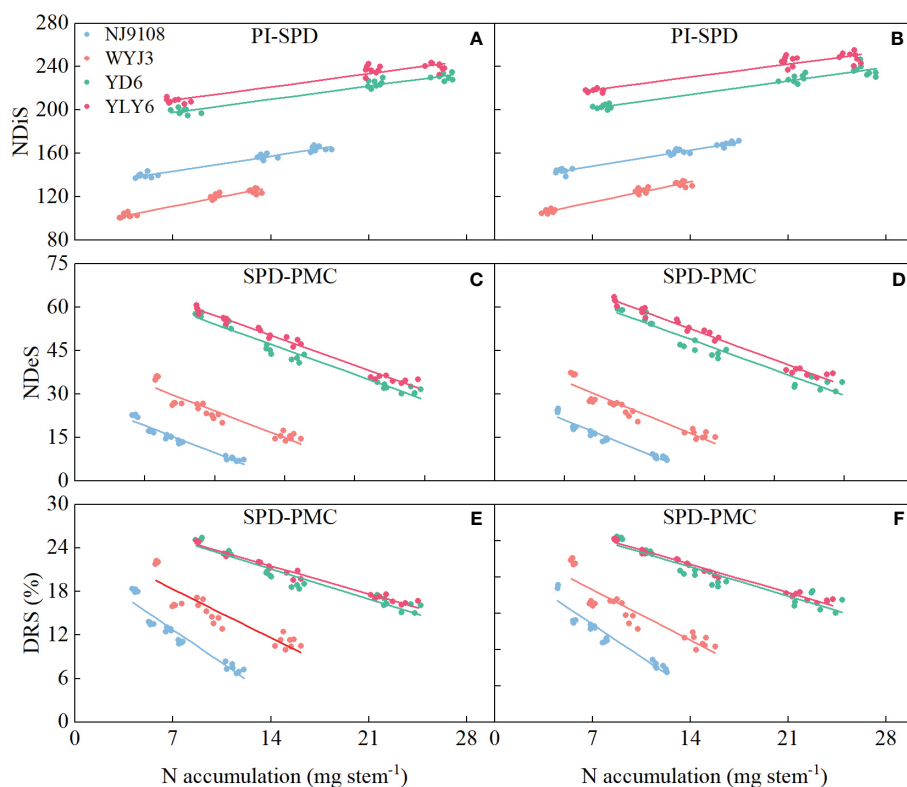 NJ9108
WYJ3
YD6
YLY6
PI-SPD
A
PI-SPD
B
280
240
200
160
120
80
NDiS
SPD-PMC
C
SPD-PMC
D
75
60
45
30
15
0
NDeS
SPD-PMC
E
SPD-PMC
F
30
24
18
12
6
0
DRS (%)
0 7 14 21 28
0 7 14 21 28
N accumulation (mg stem⁻¹)
N accumulation (mg stem⁻¹)